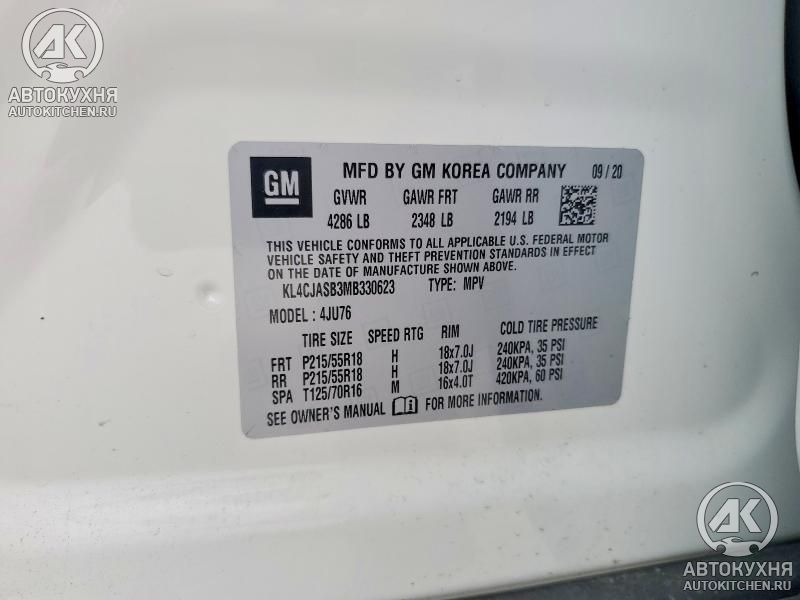 AK
АВТОКУХНЯ
AUTOKITCHEN.RU
GM
MFD BY GM KOREA COMPANY 09/20
GVWR GAWR FRT GAWR RR
4286 LB 2348 LB 2194 LB
THIS VEHICLE CONFORMS TO ALL APPLICABLE U.S. FEDERAL MOTOR
VEHICLE SAFETY AND THEFT PREVENTION STANDARDS IN EFFECT
ON THE DATE OF MANUFACTURE SHOWN ABOVE.
KL4CJASB3MB330623 TYPE: MPV
MODEL: 4JU76
TIRE SIZE SPEED RTG RIM COLD TIRE PRESSURE
FRT P215/55R18 H 18x7.0J 240KPA, 35 PSI
RR P215/55R18 H 18x7.0J 240KPA, 35 PSI
SPA T125/70R16 M 16x4.0T 420KPA, 60 PSI
SEE OWNER'S MANUAL FOR MORE INFORMATION.
AK
АВТОКУХНЯ
AUTOKITCHEN.RU